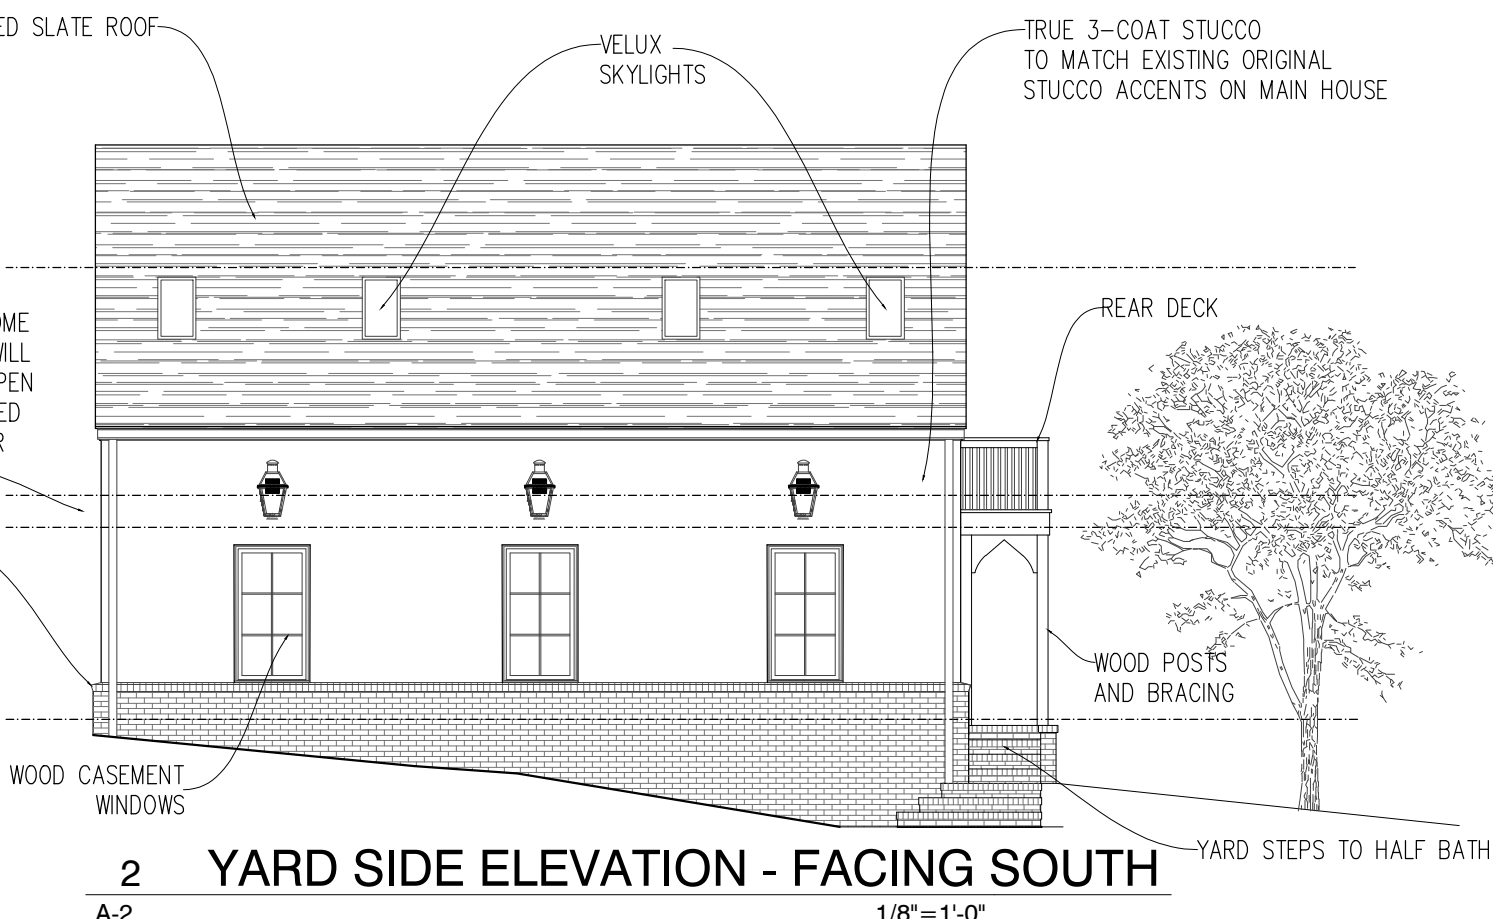 ED SLATE ROOF
VELUX
SKYLIGHTS
TRUE 3-COAT STUCCO
TO MATCH EXISTING ORIGINAL
STUCCO ACCENTS ON MAIN HOUSE
OME
WILL
PEN
ED
R
REAR DECK
WOOD POSTS
AND BRACING
WOOD CASEMENT
WINDOWS
YARD STEPS TO HALF BATH
2 YARD SIDE ELEVATION - FACING SOUTH
A-2 1/8"=1'-0"